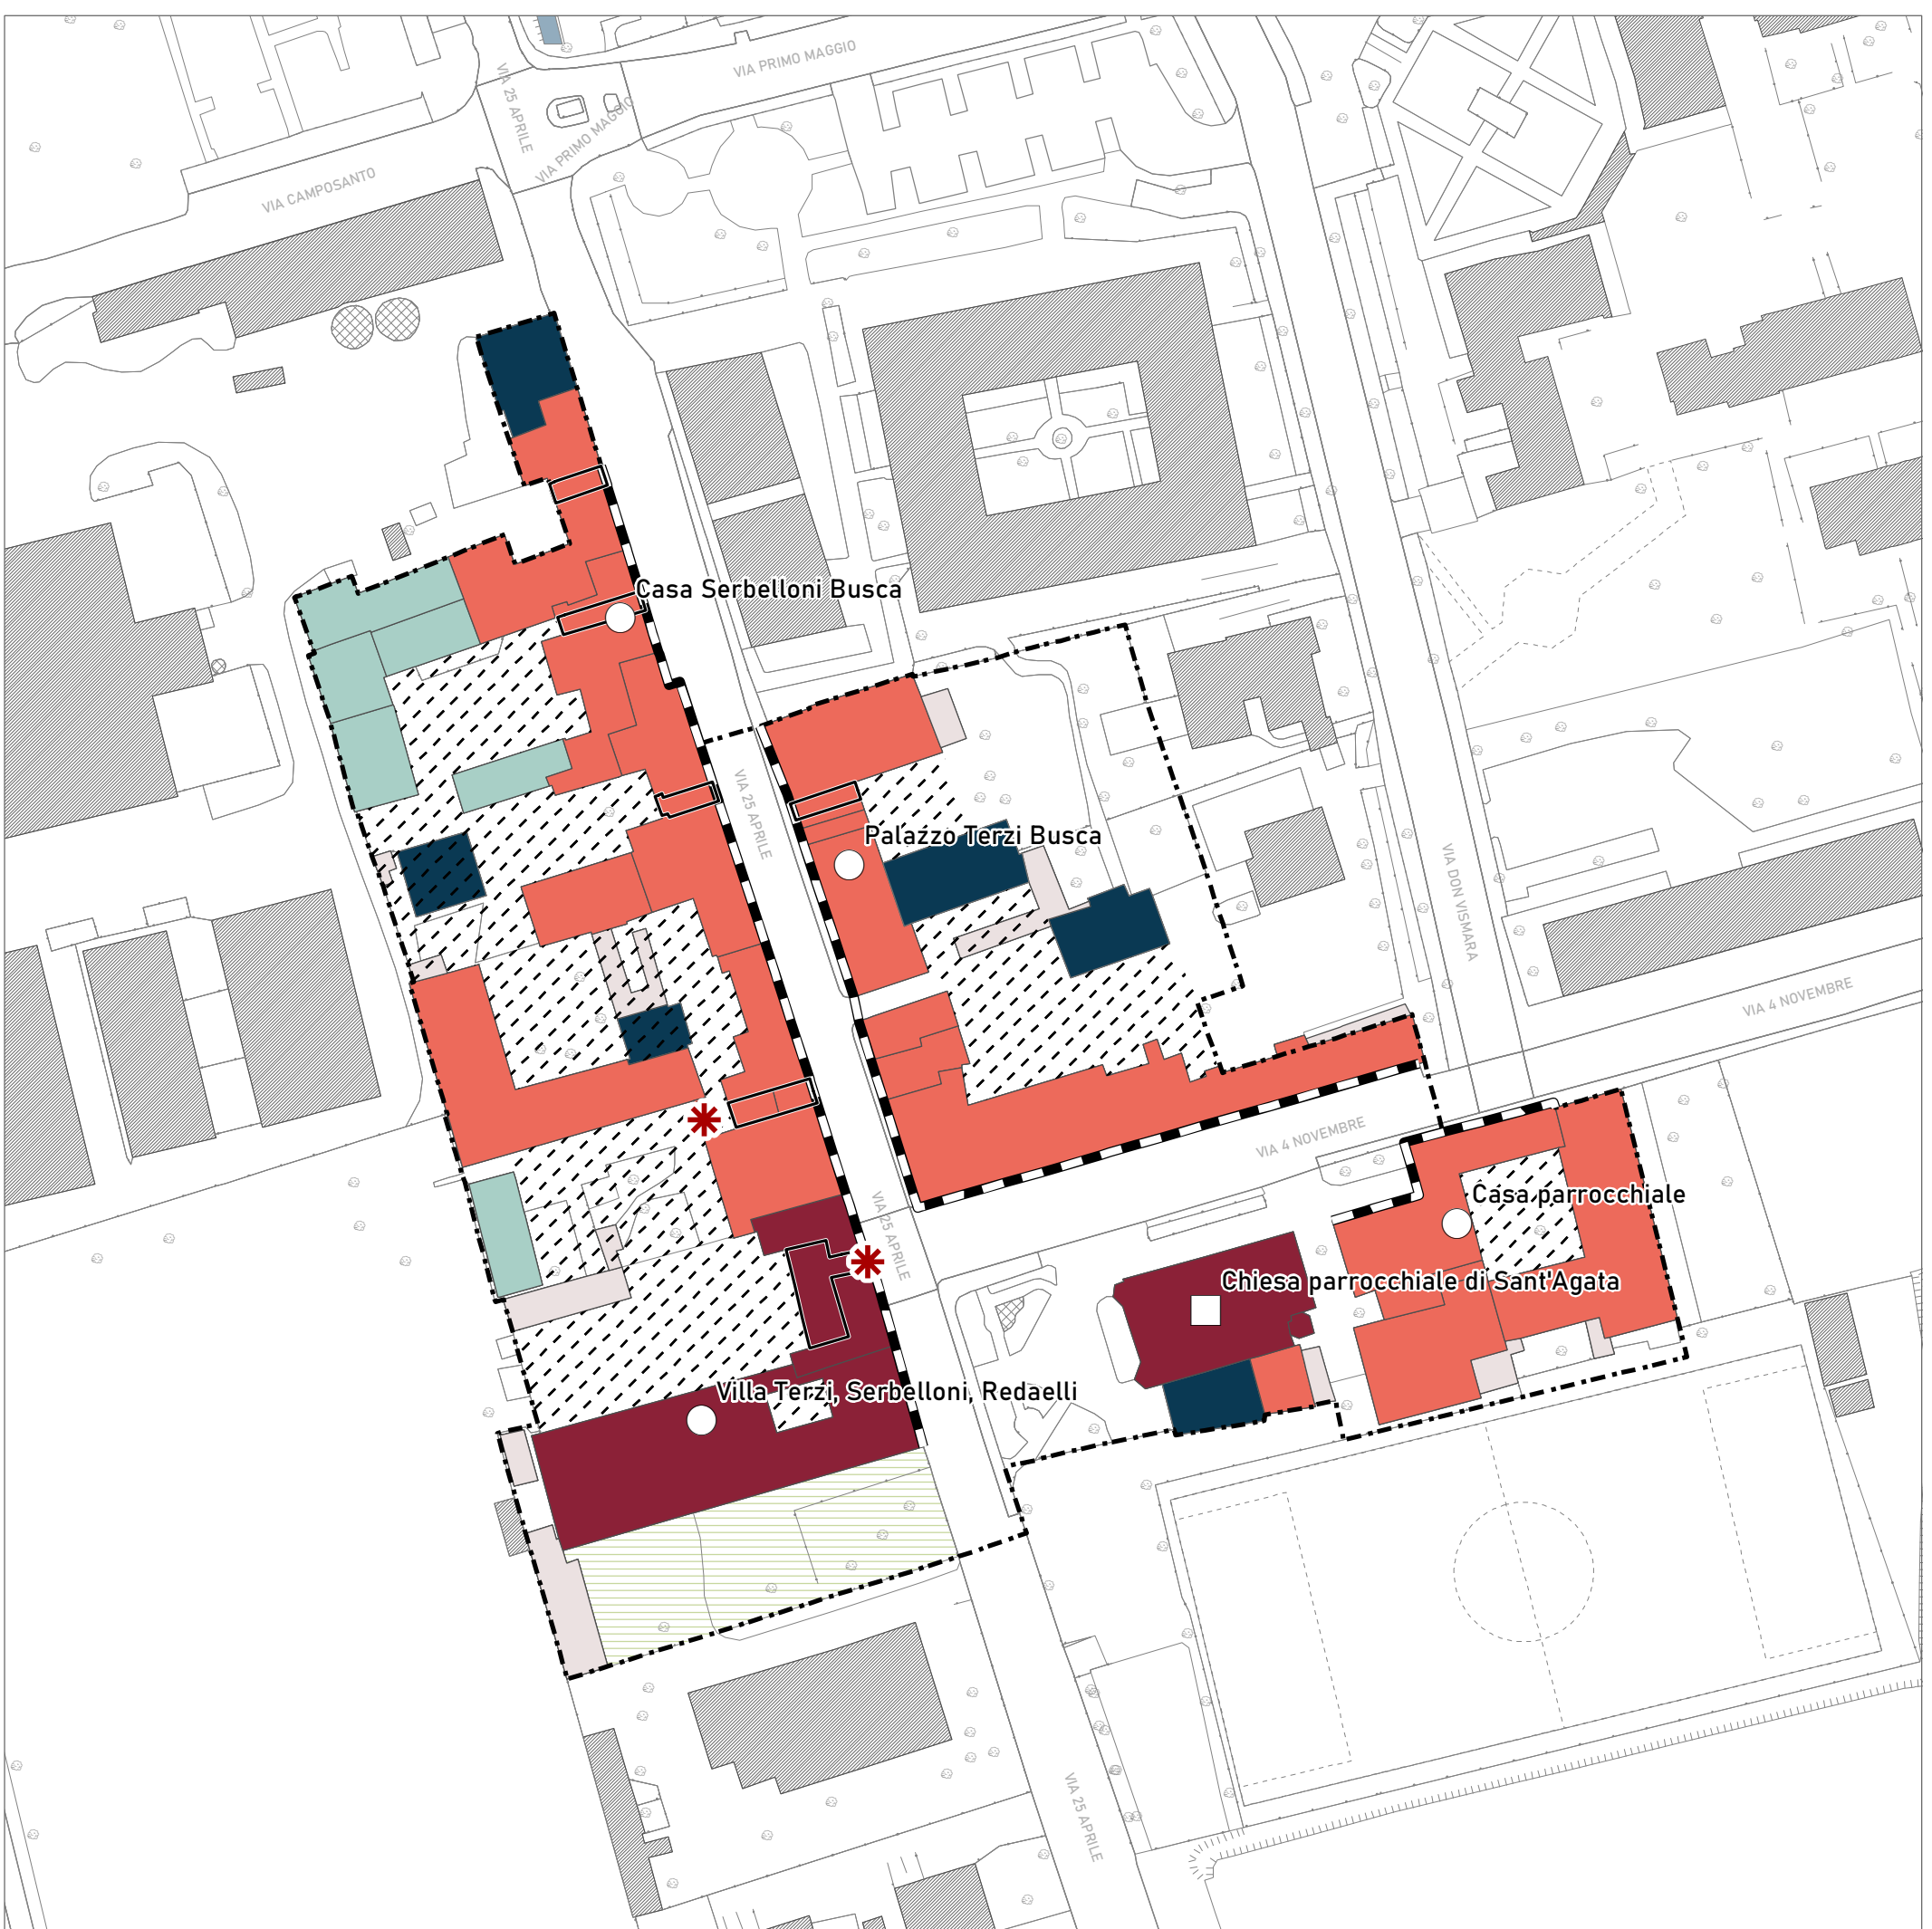 VIA PRIMO MAGGIO
VIA 25 APRILE
VIA PRIMO MAGGIO
VIA CAMPOSANTO
Casa Serbelloni Busca
VIA 25 APRILE
Palazzo Terzi Busca
VIA DON VISMARA
VIA 4 NOVEMBRE
VIA 4 NOVEMBRE
Casa parrocchiale
VIA 25 APRILE
Chiesa parrocchiale di Sant'Agata
Villa Terzi, Serbelloni, Redaelli
VIA 25 APRILE